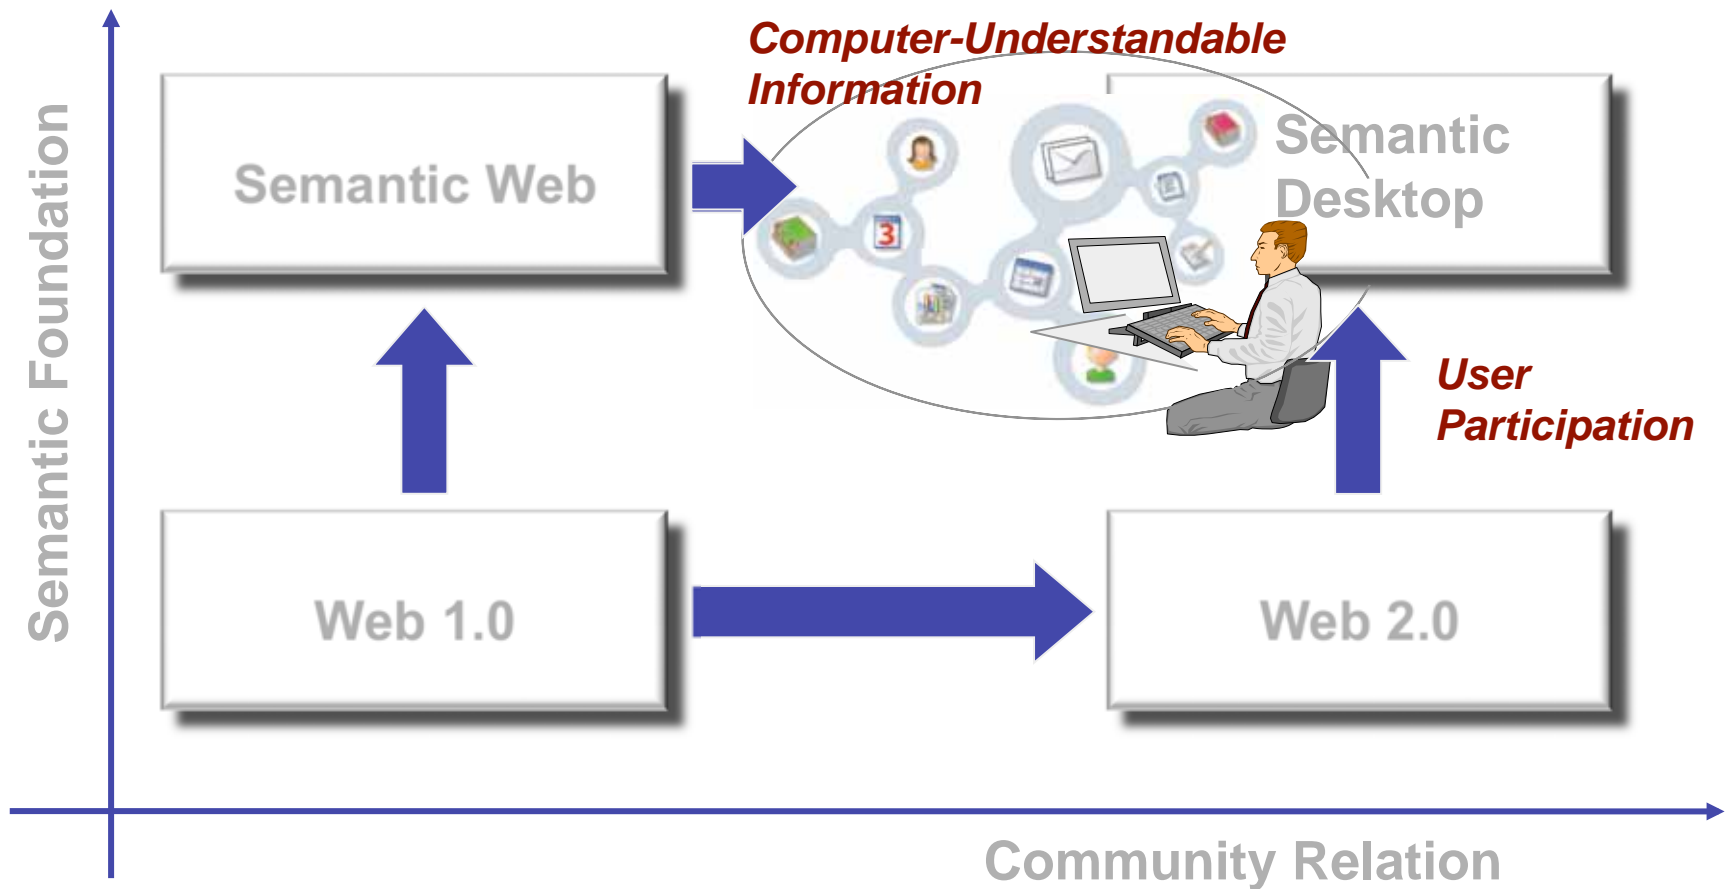 Computer-Understandable
Information
Semantic Foundation
Semantic Web
3
Semantic
Desktop
User
Participation
Web 1.0
Web 2.0
Community Relation